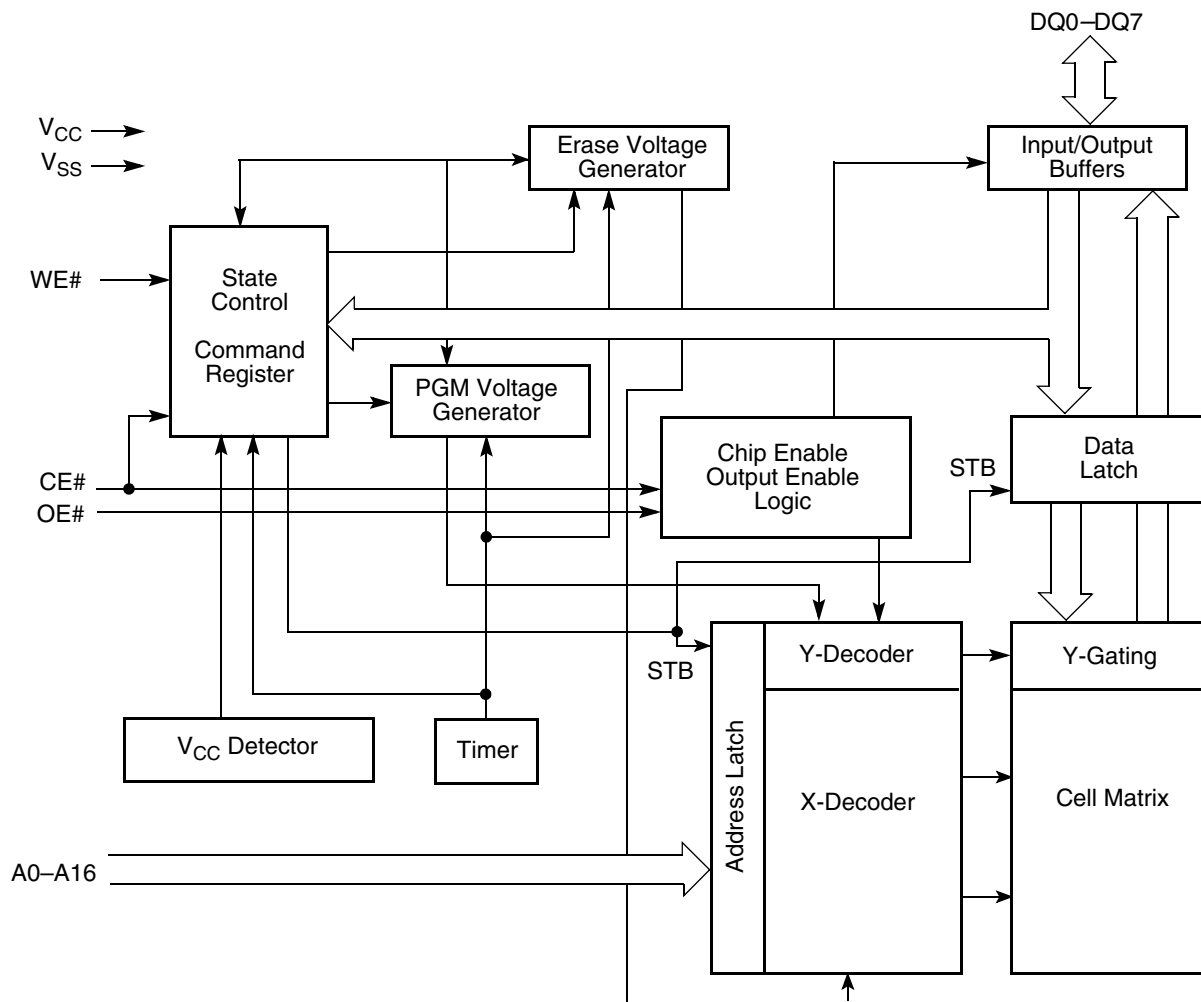 DQ0–DQ7
VCC
VSS
Erase Voltage
Generator
Input/Output
Buffers
WE#
State
Control
Command
Register
PGM Voltage
Generator
Chip Enable
Output Enable
Logic
STB
Data
Latch
CE#
OE#
STB
Y-Decoder
Y-Gating
VCC Detector
Timer
Address Latch
X-Decoder
Cell Matrix
A0–A16